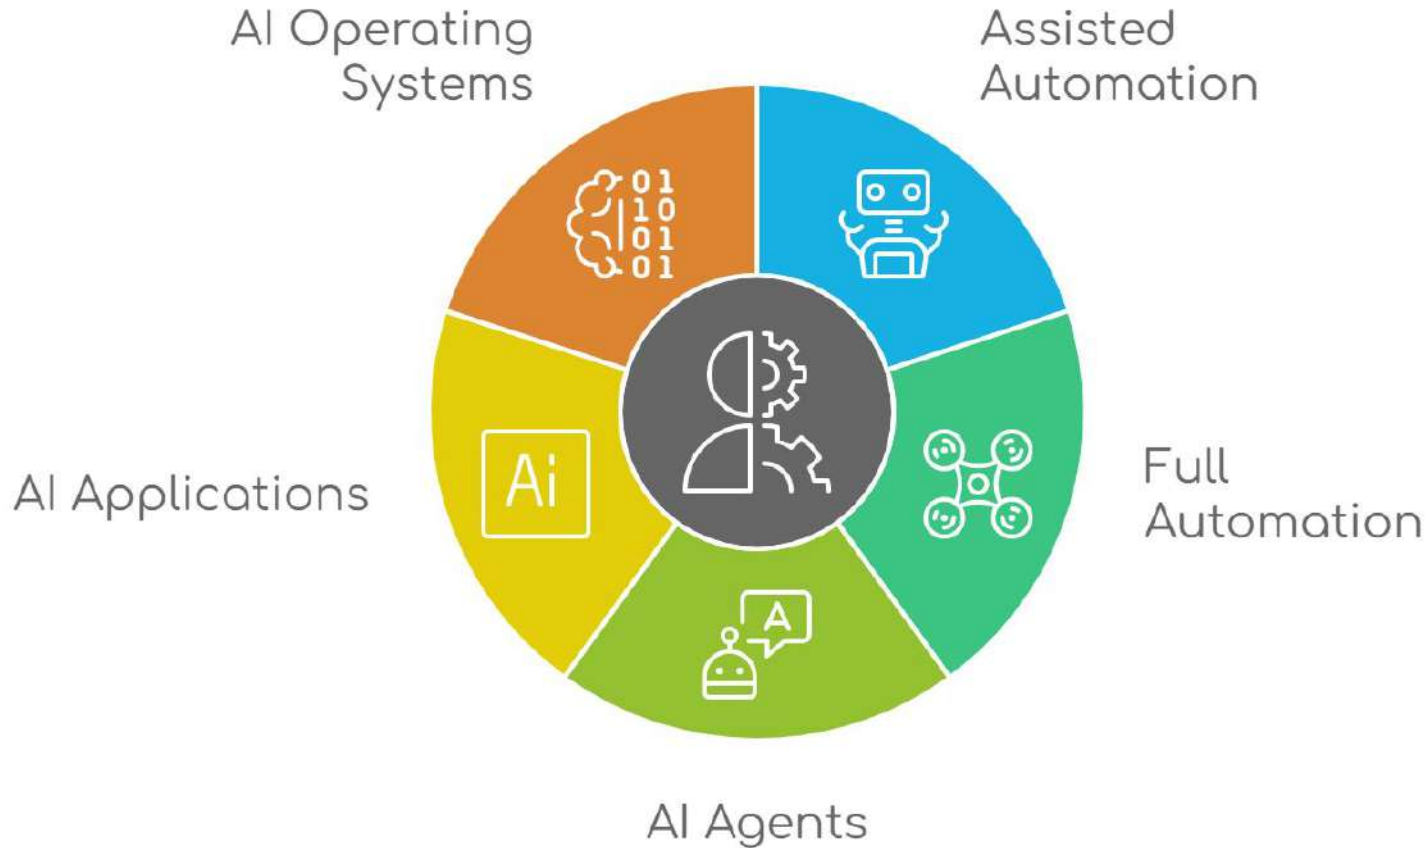 AI Operating
Systems
Assisted
Automation
01
10
01
01
Ai
AI Applications
Full
Automation
A
AI Agents